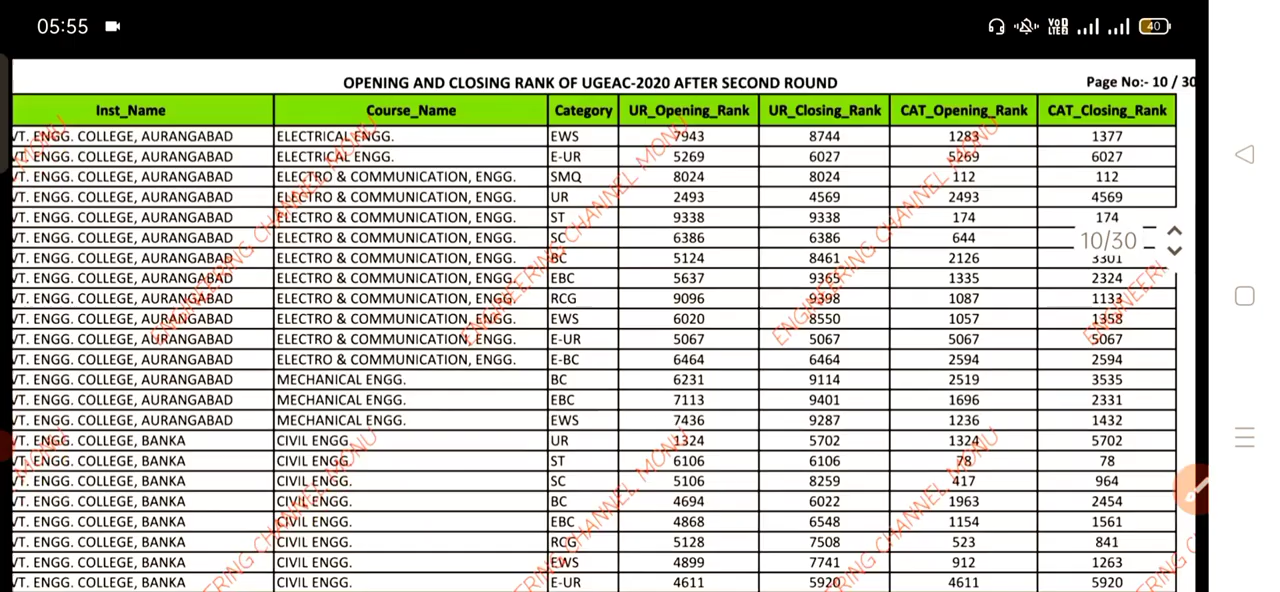 05:55 VoD LTE2 40
OPENING AND CLOSING RANK OF UGEAC-2020 AFTER SECOND ROUND Page No:- 10 / 30
Inst_Name Course_Name Category UR_Opening_Rank UR_Closing_Rank CAT_Opening_Rank CAT_Closing_Rank
VT. ENGG. COLLEGE, AURANGABAD ELECTRICAL ENGG. EWS 7943 8744 1283 1377
VT. ENGG. COLLEGE, AURANGABAD ELECTRICAL ENGG. E-UR 5269 6027 5269 6027
VT. ENGG. COLLEGE, AURANGABAD ELECTRO & COMMUNICATION, ENGG. SMQ 8024 8024 112 112
VT. ENGG. COLLEGE, AURANGABAD ELECTRO & COMMUNICATION, ENGG. UR 2493 4569 2493 4569
VT. ENGG. COLLEGE, AURANGABAD ELECTRO & COMMUNICATION, ENGG. ST 9338 9338 174 174
VT. ENGG. COLLEGE, AURANGABAD ELECTRO & COMMUNICATION, ENGG. SC 6386 6386 644 10/30
VT. ENGG. COLLEGE, AURANGABAD ELECTRO & COMMUNICATION, ENGG. BC 5124 8461 2126 3301
VT. ENGG. COLLEGE, AURANGABAD ELECTRO & COMMUNICATION, ENGG. EBC 5637 9365 1335 2324
VT. ENGG. COLLEGE, AURANGABAD ELECTRO & COMMUNICATION, ENGG. RCG 9096 9398 1087 1133
VT. ENGG. COLLEGE, AURANGABAD ELECTRO & COMMUNICATION, ENGG. EWS 6020 8550 1057 1358
VT. ENGG. COLLEGE, AURANGABAD ELECTRO & COMMUNICATION, ENGG. E-UR 5067 5067 5067 5067
VT. ENGG. COLLEGE, AURANGABAD ELECTRO & COMMUNICATION, ENGG. E-BC 6464 6464 2594 2594
VT. ENGG. COLLEGE, AURANGABAD MECHANICAL ENGG. BC 6231 9114 2519 3535
VT. ENGG. COLLEGE, AURANGABAD MECHANICAL ENGG. EBC 7113 9401 1696 2331
VT. ENGG. COLLEGE, AURANGABAD MECHANICAL ENGG. EWS 7436 9287 1236 1432
VT. ENGG. COLLEGE, BANKA CIVIL ENGG. UR 1324 5702 1324 5702
VT. ENGG. COLLEGE, BANKA CIVIL ENGG. ST 6106 6106 78 78
VT. ENGG. COLLEGE, BANKA CIVIL ENGG. SC 5106 8259 417 964
VT. ENGG. COLLEGE, BANKA CIVIL ENGG. BC 4694 6022 1963 2454
VT. ENGG. COLLEGE, BANKA CIVIL ENGG. EBC 4868 6548 1154 1561
VT. ENGG. COLLEGE, BANKA CIVIL ENGG. RCG 5128 7508 523 841
VT. ENGG. COLLEGE, BANKA CIVIL ENGG. EWS 4899 7741 912 1263
VT. ENGG. COLLEGE, BANKA CIVIL ENGG. E-UR 4611 5920 4611 5920
ENGINEERING CHANNEL MONU
ENGINEERING CHANNEL MONU